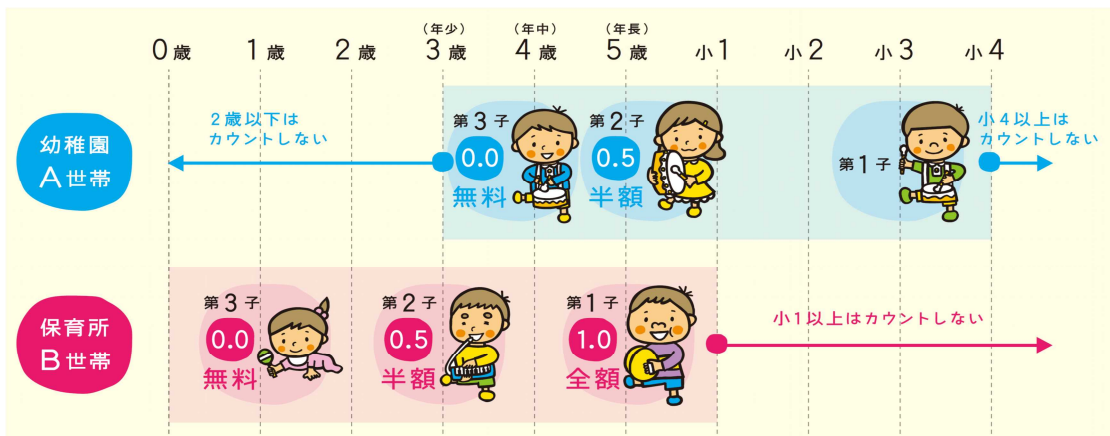 0歳 1歳 2歳 (年少)3歳 (年中)4歳 (年長)5歳 小1 小2 小3 小4
幼稚園
A世帯
2歳以下は
カウントしない
第3子
0.0
無料
第2子
0.5
半額
第1子
小4以上は
カウントしない
保育所
B世帯
第3子
0.0
無料
第2子
0.5
半額
第1子
1.0
全額
小1以上はカウントしない